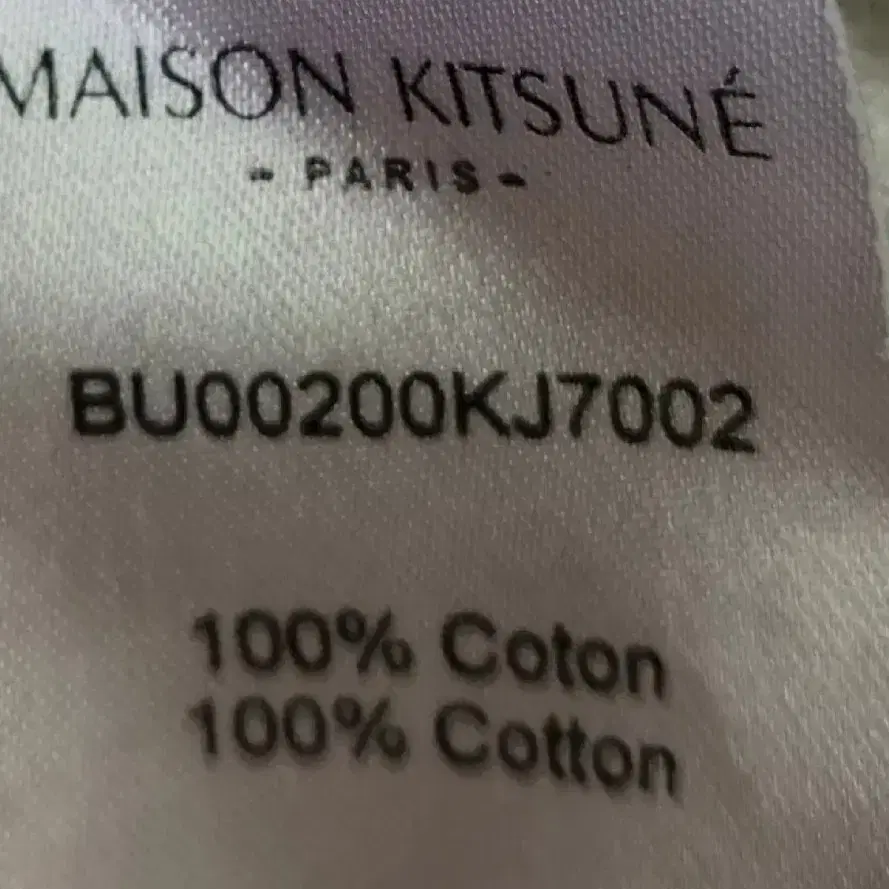 MAISON KITSUNÉ
- PARIS -
BU00200KJ7002
100% Coton
100% Cotton